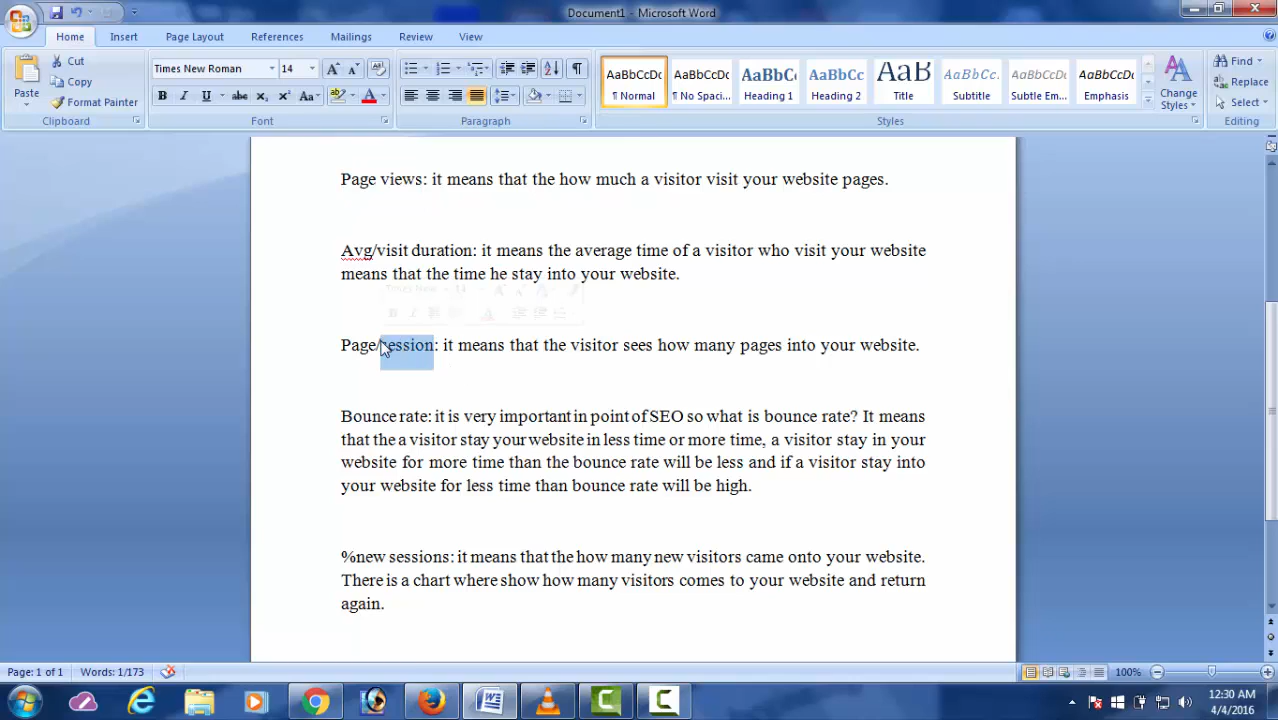 Document1 - Microsoft Word
Home Insert Page Layout References Mailings Review View
Paste Cut Copy Format Painter Clipboard
Times New Roman 14 Font
Paragraph
AaBbCcDc AaBbCcDc AaBbC AaBbCc AaB AaBbCc. AaBbCcDc AaBbCcDc
¶ Normal ¶ No Spaci... Heading 1 Heading 2 Title Subtitle Subtle Em... Emphasis
Change Styles Styles
Find Replace Select Editing
Page views: it means that the how much a visitor visit your website pages.
Avg/visit duration: it means the average time of a visitor who visit your website
means that the time he stay into your website.
Page/session: it means that the visitor sees how many pages into your website.
Bounce rate: it is very important in point of SEO so what is bounce rate? It means
that the a visitor stay your website in less time or more time, a visitor stay in your
website for more time than the bounce rate will be less and if a visitor stay into
your website for less time than bounce rate will be high.
%new sessions: it means that the how many new visitors came onto your website.
There is a chart where show how many visitors comes to your website and return
again.
Page: 1 of 1 Words: 1/173 100%
12:30 AM
4/4/2016